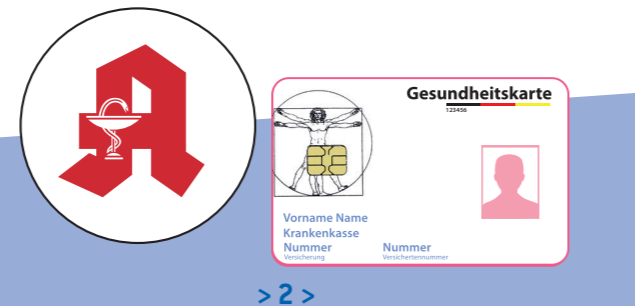 Gesundheitskarte
123456
Vorname Name
Krankenkasse
Nummer Nummer
Versicherung Versichertennummer
> 2 >